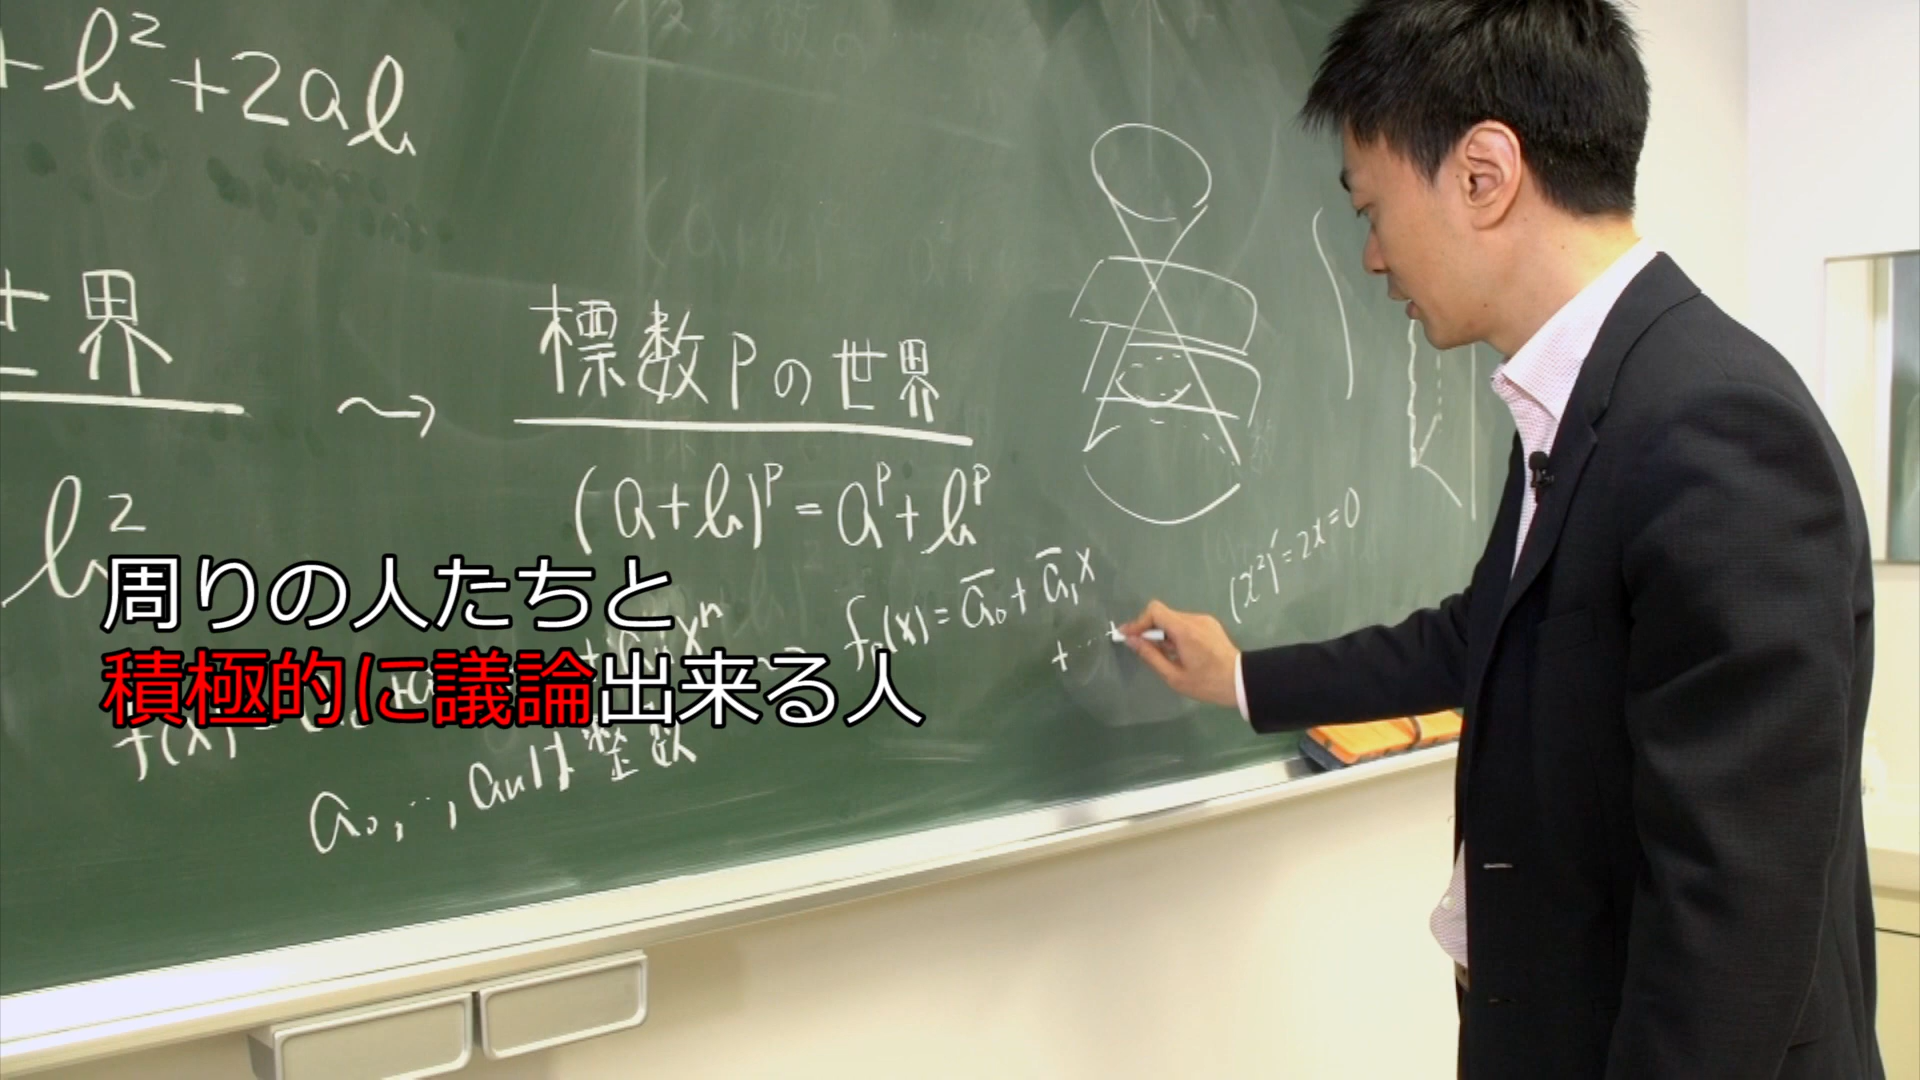 +b²+2ab
世界
標数pの世界
b²
(a+b)^p=a^p+b^p
(x²)'=2x=0
周りの人たちと
積極的に議論出来る人
x^n
f_p(x)=ā₀+ā₁x
+…+
f(x)=
a₀,…,anは整数